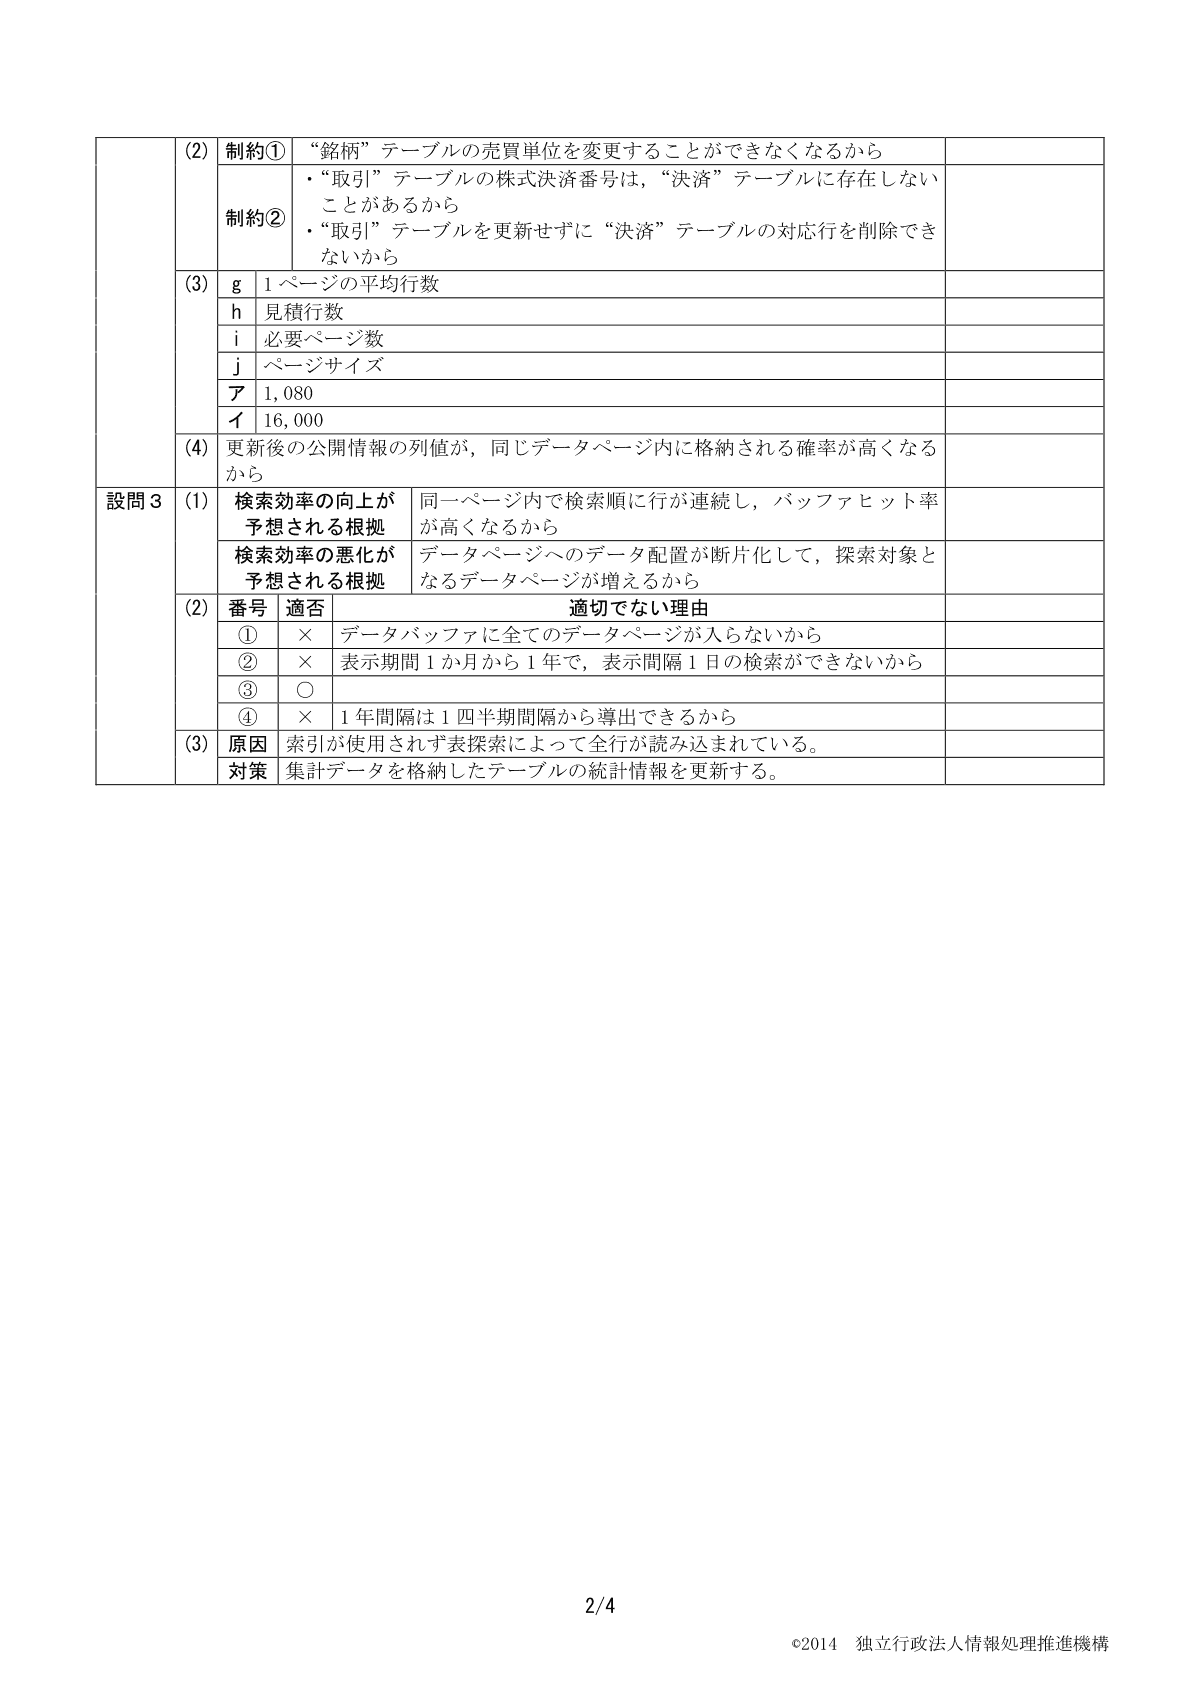 (2) 制約① “銘柄”テーブルの売買単位を変更することができなくなるから
制約② ・“取引”テーブルの株式決済番号は，“決済”テーブルに存在しない
ことがあるから
・“取引”テーブルを更新せずに“決済”テーブルの対応行を削除でき
ないから
(3) g 1ページの平均行数
h 見積行数
i 必要ページ数
j ページサイズ
ア 1,080
イ 16,000
(4) 更新後の公開情報の列値が，同じデータページ内に格納される確率が高くなる
から
設問３ (1) 検索効率の向上が
予想される根拠
同一ページ内で検索順に行が連続し，バッファヒット率
が高くなるから
検索効率の悪化が
予想される根拠
データページへのデータ配置が断片化して，探索対象と
なるデータページが増えるから
(2) 番号 適否 適切でない理由
① × データバッファに全てのデータページが入らないから
② × 表示期間1か月から1年で，表示間隔1日の検索ができないから
③ ○
④ × 1年間隔は1四半期間隔から導出できるから
(3) 原因 索引が使用されず表探索によって全行が読み込まれている。
対策 集計データを格納したテーブルの統計情報を更新する。
2/4
©2014　独立行政法人情報処理推進機構